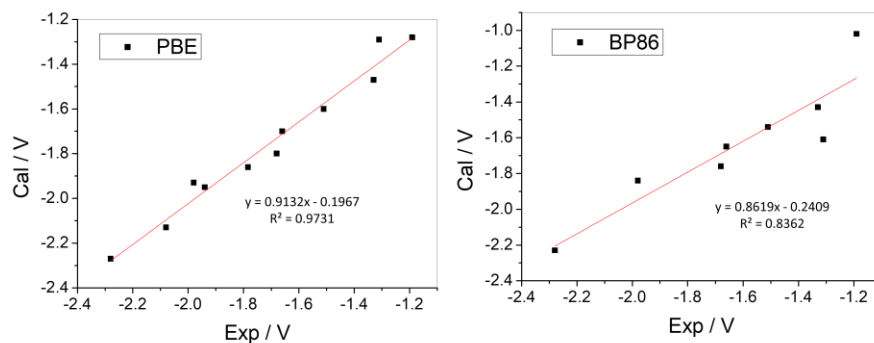 PBE
-1.2
-1.4
-1.6
-1.8
-2.0
-2.2
-2.4
Cal / V
y = 0.9132x - 0.1967
R² = 0.9731
-2.4 -2.2 -2.0 -1.8 -1.6 -1.4 -1.2
Exp / V
BP86
-1.0
-1.2
-1.4
-1.6
-1.8
-2.0
-2.2
-2.4
Cal / V
y = 0.8619x - 0.2409
R² = 0.8362
-2.4 -2.2 -2.0 -1.8 -1.6 -1.4 -1.2
Exp / V